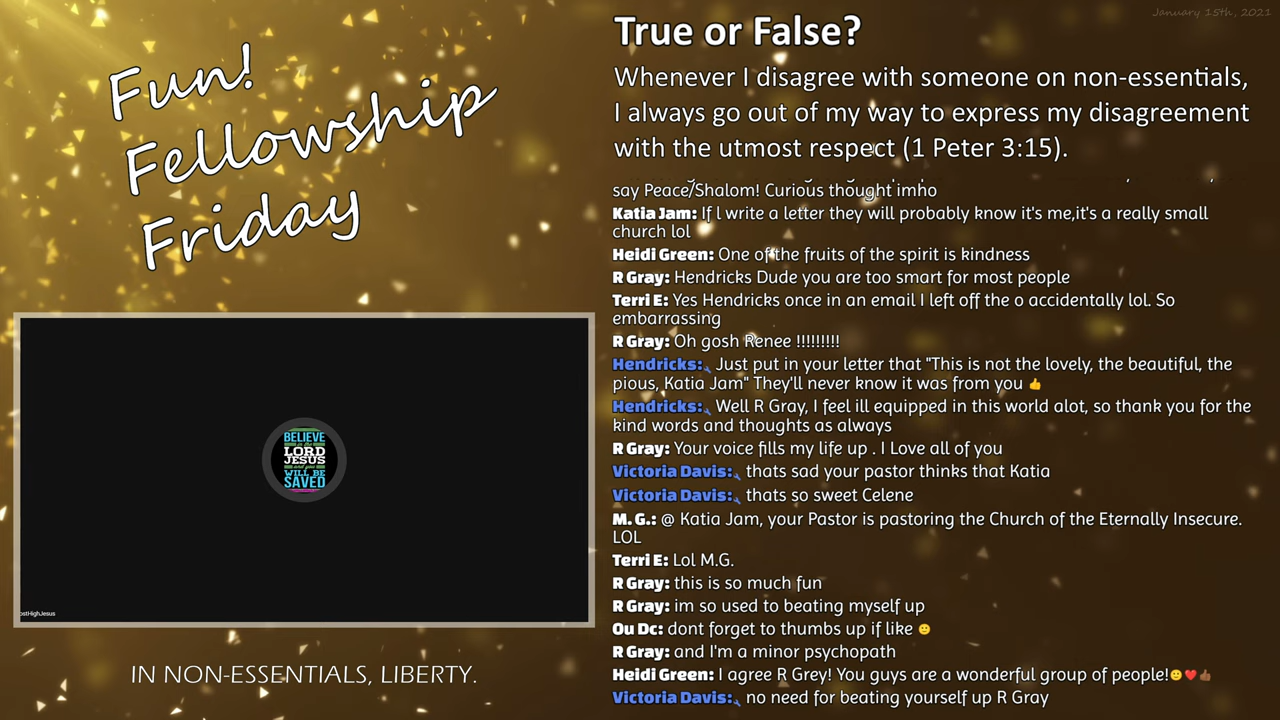 January 15th, 2021
Fun!
Fellowship
Friday
True or False?
Whenever I disagree with someone on non-essentials,
I always go out of my way to express my disagreement
with the utmost respect (1 Peter 3:15).
say Peace/Shalom! Curious thought imho
Katia Jam: If l write a letter they will probably know it's me,it's a really small
church lol
Heidi Green: One of the fruits of the spirit is kindness
R Gray: Hendricks Dude you are too smart for most people
Terri E: Yes Hendricks once in an email I left off the o accidentally lol. So
embarrassing
R Gray: Oh gosh Renee !!!!!!!!!
Hendricks: Just put in your letter that "This is not the lovely, the beautiful, the
pious, Katia Jam" They'll never know it was from you 👍
Hendricks: Well R Gray, I feel ill equipped in this world alot, so thank you for the
kind words and thoughts as always
R Gray: Your voice fills my life up . I Love all of you
Victoria Davis: thats sad your pastor thinks that Katia
Victoria Davis: thats so sweet Celene
M. G.: @ Katia Jam, your Pastor is pastoring the Church of the Eternally Insecure.
LOL
Terri E: Lol M.G.
R Gray: this is so much fun
R Gray: im so used to beating myself up
Ou Dc: dont forget to thumbs up if like 🙂
R Gray: and I'm a minor psychopath
Heidi Green: I agree R Grey! You guys are a wonderful group of people!🙂❤️👍🏾
Victoria Davis: no need for beating yourself up R Gray
BELIEVE
LORD
JESUS
and you
WILL BE
SAVED
ostHighJesus
IN NON-ESSENTIALS, LIBERTY.